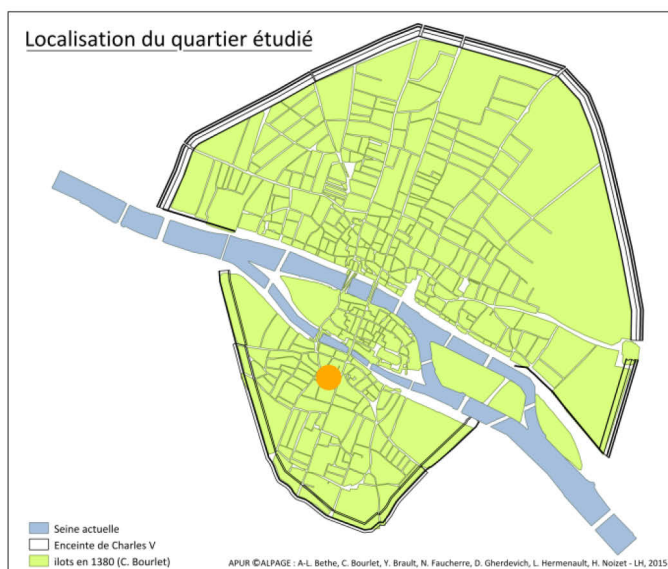 Localisation du quartier étudié
Seine actuelle
Enceinte de Charles V
ilots en 1380 (C. Bourlet)
APUR ©ALPAGE : A-L. Bethe, C. Bourlet, Y. Brault, N. Faucherre, D. Gherdevich, L. Hermenault, H. Noizet - LH, 2015